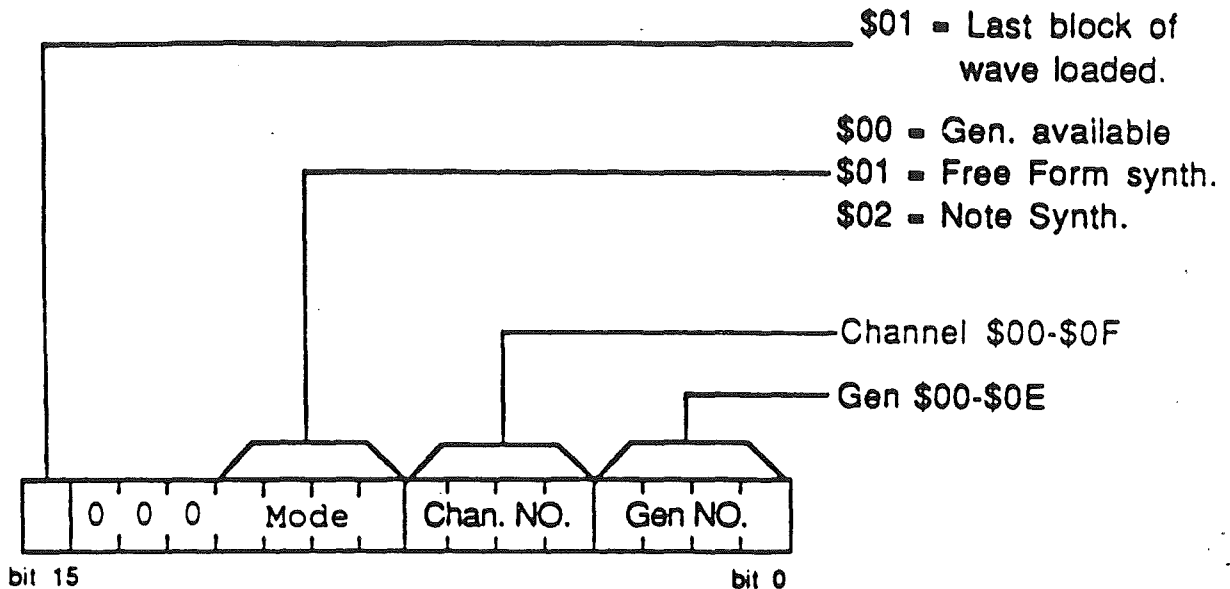 $01 = Last block of
wave loaded.
$00 = Gen. available
$01 = Free Form synth.
$02 = Note Synth.
Channel $00-$0F
Gen $00-$0E
0 0 0 Mode Chan. NO. Gen NO.
bit 15 bit 0